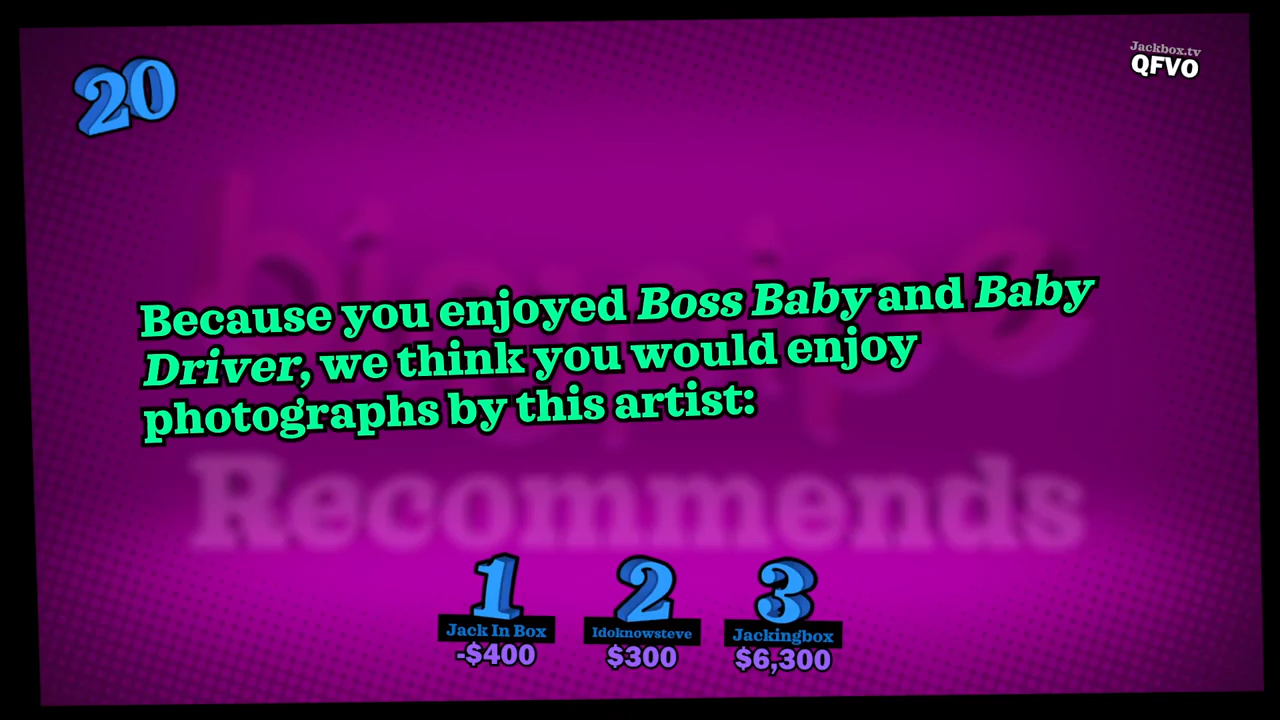 20
Jackbox.tv
QFVO
Because you enjoyed Boss Baby and Baby
Driver, we think you would enjoy
photographs by this artist:
Recommends
1 2 3
Jack In Box Idoknowsteve Jackingbox
-$400 $300 $6,300